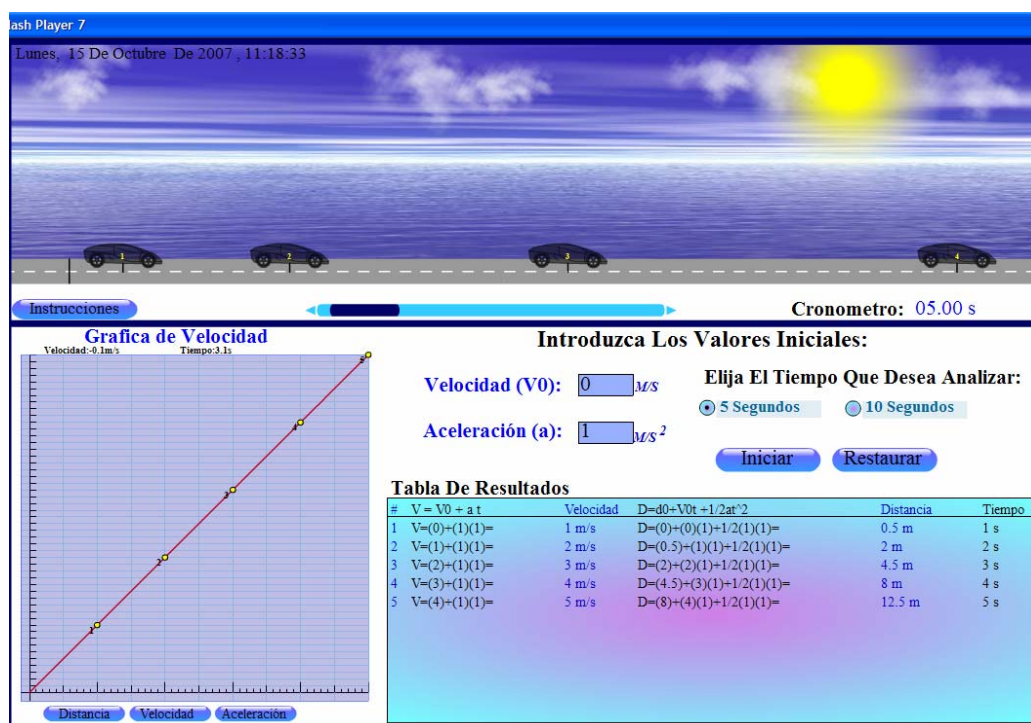 lash Player 7
Lunes, 15 De Octubre De 2007 , 11:18:33
1 2 3 4
Instrucciones
Cronometro: 05.00 s
Grafica de Velocidad
Velocidad:-0.1m/s Tiempo:3.1s
5
4
3
2
1
Distancia Velocidad Aceleración
Introduzca Los Valores Iniciales:
Velocidad (V0): 0 M/S
Aceleración (a): 1 M/S 2
Elija El Tiempo Que Desea Analizar:
5 Segundos 10 Segundos
Iniciar Restaurar
Tabla De Resultados
# V = V0 + a t Velocidad D=d0+V0t +1/2at^2 Distancia Tiempo
1 V=(0)+(1)(1)= 1 m/s D=(0)+(0)(1)+1/2(1)(1)= 0.5 m 1 s
2 V=(1)+(1)(1)= 2 m/s D=(0.5)+(1)(1)+1/2(1)(1)= 2 m 2 s
3 V=(2)+(1)(1)= 3 m/s D=(2)+(2)(1)+1/2(1)(1)= 4.5 m 3 s
4 V=(3)+(1)(1)= 4 m/s D=(4.5)+(3)(1)+1/2(1)(1)= 8 m 4 s
5 V=(4)+(1)(1)= 5 m/s D=(8)+(4)(1)+1/2(1)(1)= 12.5 m 5 s